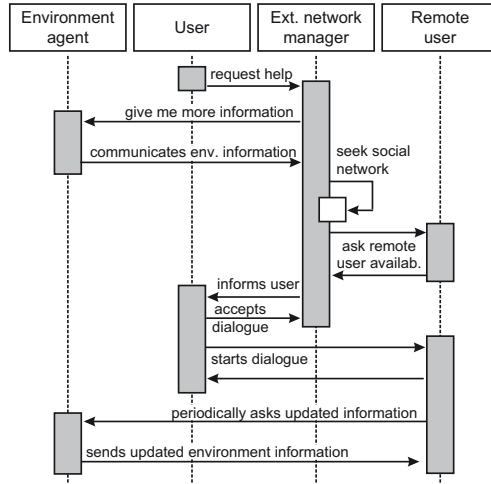 Environment
agent
User
Ext. network
manager
Remote
user
request help
give me more information
communicates env. information
seek social
network
ask remote
user availab.
informs user
accepts
dialogue
starts dialogue
periodically asks updated information
sends updated environment information